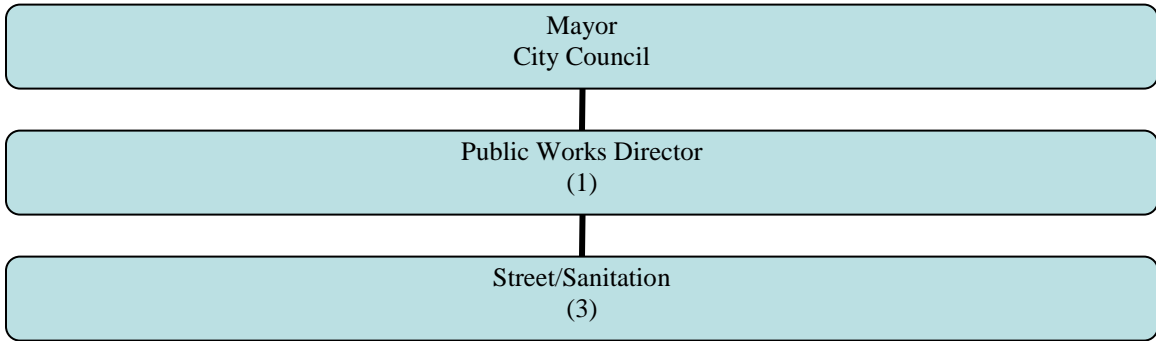 Mayor
City Council
Public Works Director
(1)
Street/Sanitation
(3)